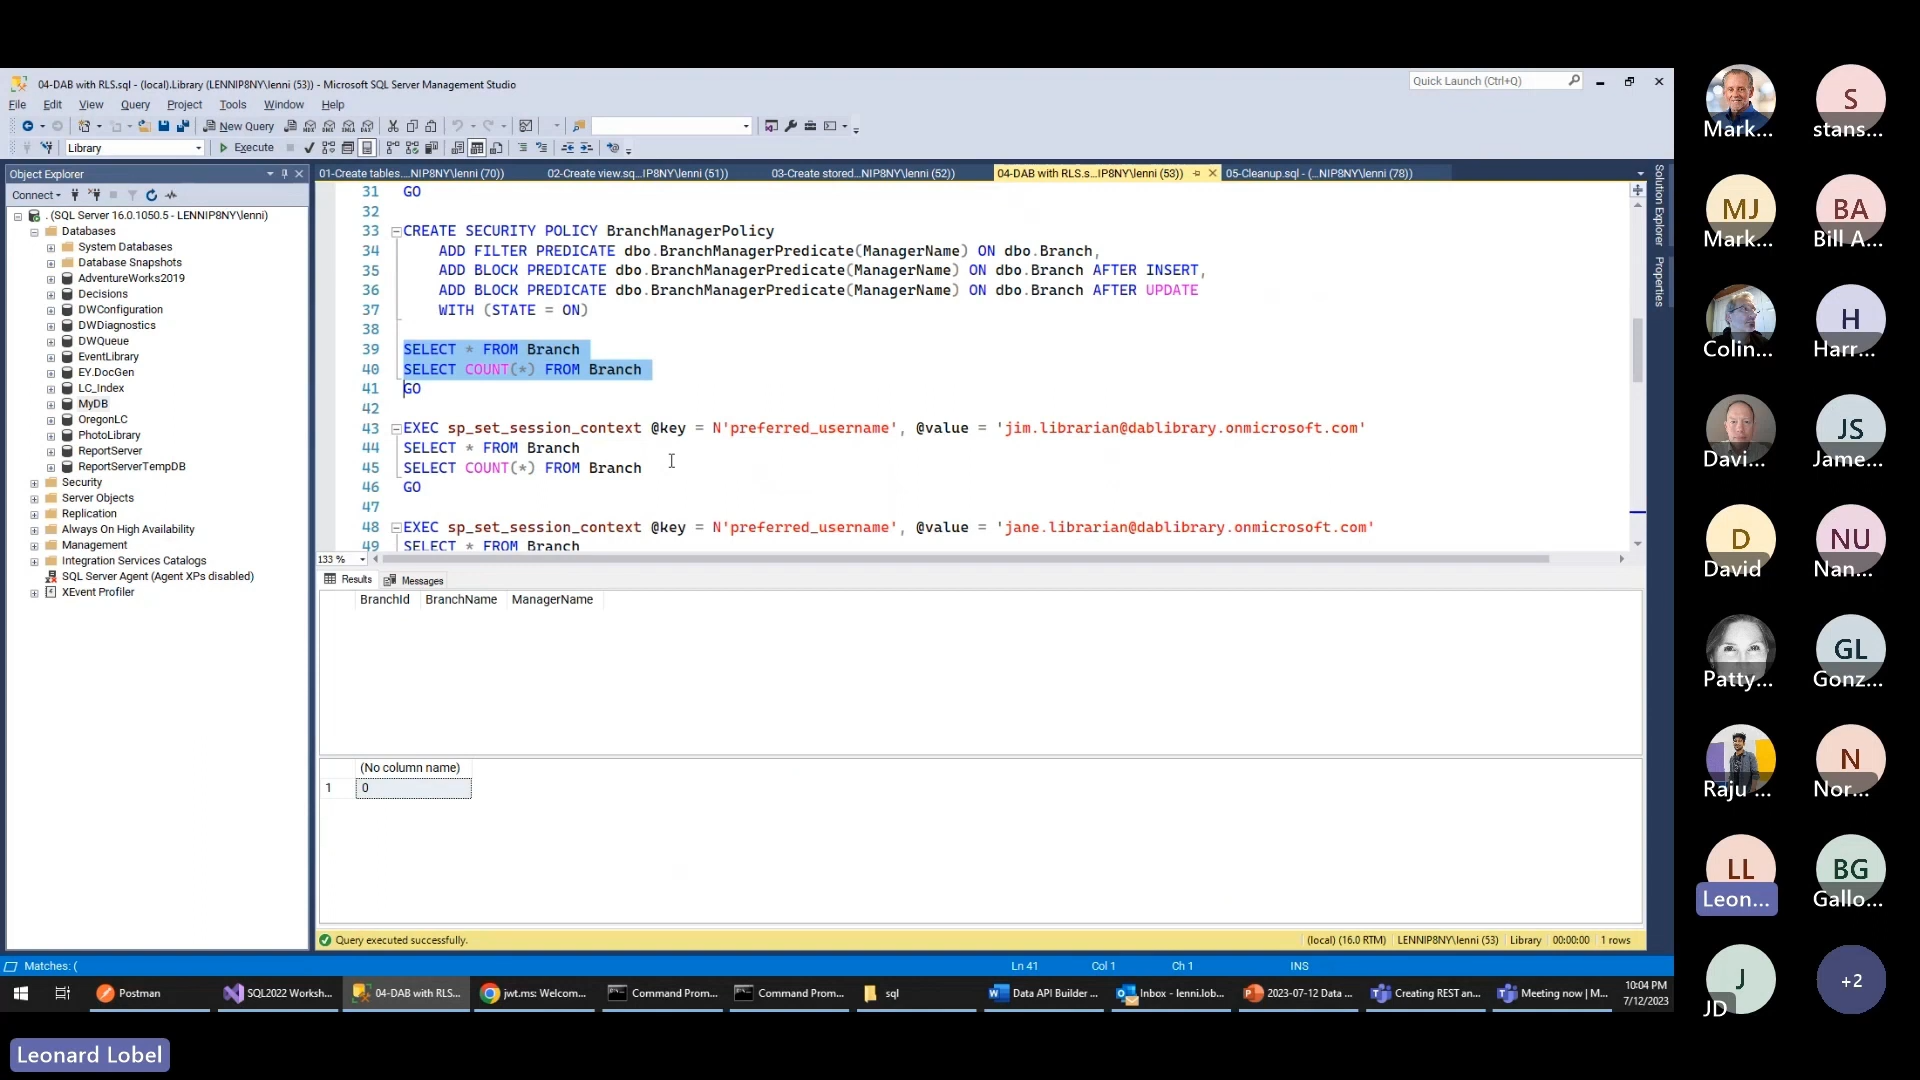 04-DAB with RLS.sql - (local).Library (LENNIP8NY\lenni (53)) - Microsoft SQL Server Management Studio
Quick Launch (Ctrl+Q)
File Edit View Query Project Tools Window Help
New Query
Library
Execute
Object Explorer
Connect
. (SQL Server 16.0.1050.5 - LENNIP8NY\lenni)
Databases
System Databases
Database Snapshots
AdventureWorks2019
Decisions
DWConfiguration
DWDiagnostics
DWQueue
EventLibrary
EY.DocGen
LC_Index
MyDB
OregonLC
PhotoLibrary
ReportServer
ReportServerTempDB
Security
Server Objects
Replication
Always On High Availability
Management
Integration Services Catalogs
SQL Server Agent (Agent XPs disabled)
XEvent Profiler
01-Create tables....NIP8NY\lenni (70)) 02-Create view.sq...IP8NY\lenni (51)) 03-Create stored...NIP8NY\lenni (52)) 04-DAB with RLS.s...IP8NY\lenni (53)) 05-Cleanup.sql - (...NIP8NY\lenni (78))
31 GO
32
33 CREATE SECURITY POLICY BranchManagerPolicy
34 ADD FILTER PREDICATE dbo.BranchManagerPredicate(ManagerName) ON dbo.Branch,
35 ADD BLOCK PREDICATE dbo.BranchManagerPredicate(ManagerName) ON dbo.Branch AFTER INSERT,
36 ADD BLOCK PREDICATE dbo.BranchManagerPredicate(ManagerName) ON dbo.Branch AFTER UPDATE
37 WITH (STATE = ON)
38
39 SELECT * FROM Branch
40 SELECT COUNT(*) FROM Branch
41 GO
42
43 EXEC sp_set_session_context @key = N'preferred_username', @value = 'jim.librarian@dablibrary.onmicrosoft.com'
44 SELECT * FROM Branch
45 SELECT COUNT(*) FROM Branch
46 GO
47
48 EXEC sp_set_session_context @key = N'preferred_username', @value = 'jane.librarian@dablibrary.onmicrosoft.com'
49 SELECT * FROM Branch
133 %
Results Messages
BranchId BranchName ManagerName
(No column name)
1 0
Query executed successfully.
(local) (16.0 RTM) LENNIP8NY\lenni (53) Library 00:00:00 1 rows
Solution Explorer
Properties
Matches: (
Ln 41 Col 1 Ch 1 INS
Postman
SQL2022 Worksh...
04-DAB with RLS...
jwt.ms: Welcom...
Command Prom...
Command Prom...
sql
Data API Builder ...
Inbox - lenni.lob...
2023-07-12 Data ...
Creating REST an...
Meeting now | M...
10:04 PM
7/12/2023
Mark...
S
stans...
MJ
Mark...
BA
Bill A...
Colin...
H
Harr...
Davi...
JS
Jame...
D
David
NU
Nan...
Patty...
GL
Gonz...
Raju ...
N
Nor...
LL
Leon...
BG
Gallo...
J
JD
+2
Leonard Lobel